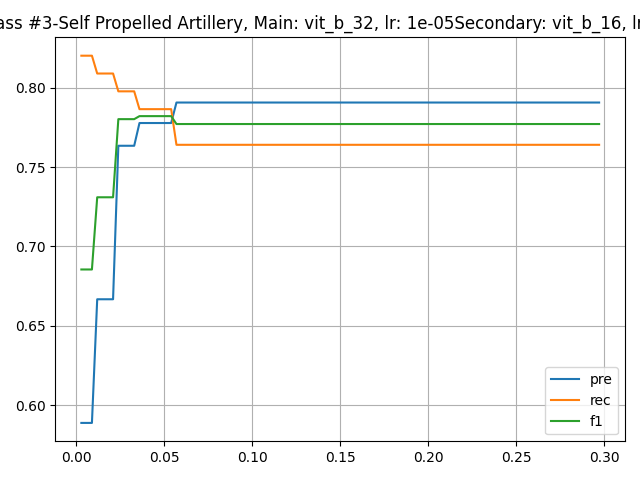 ass #3-Self Propelled Artillery, Main: vit_b_32, lr: 1e-05Secondary: vit_b_16, lr
0.80
0.75
0.70
0.65
0.60
0.00 0.05 0.10 0.15 0.20 0.25 0.30
pre
rec
f1